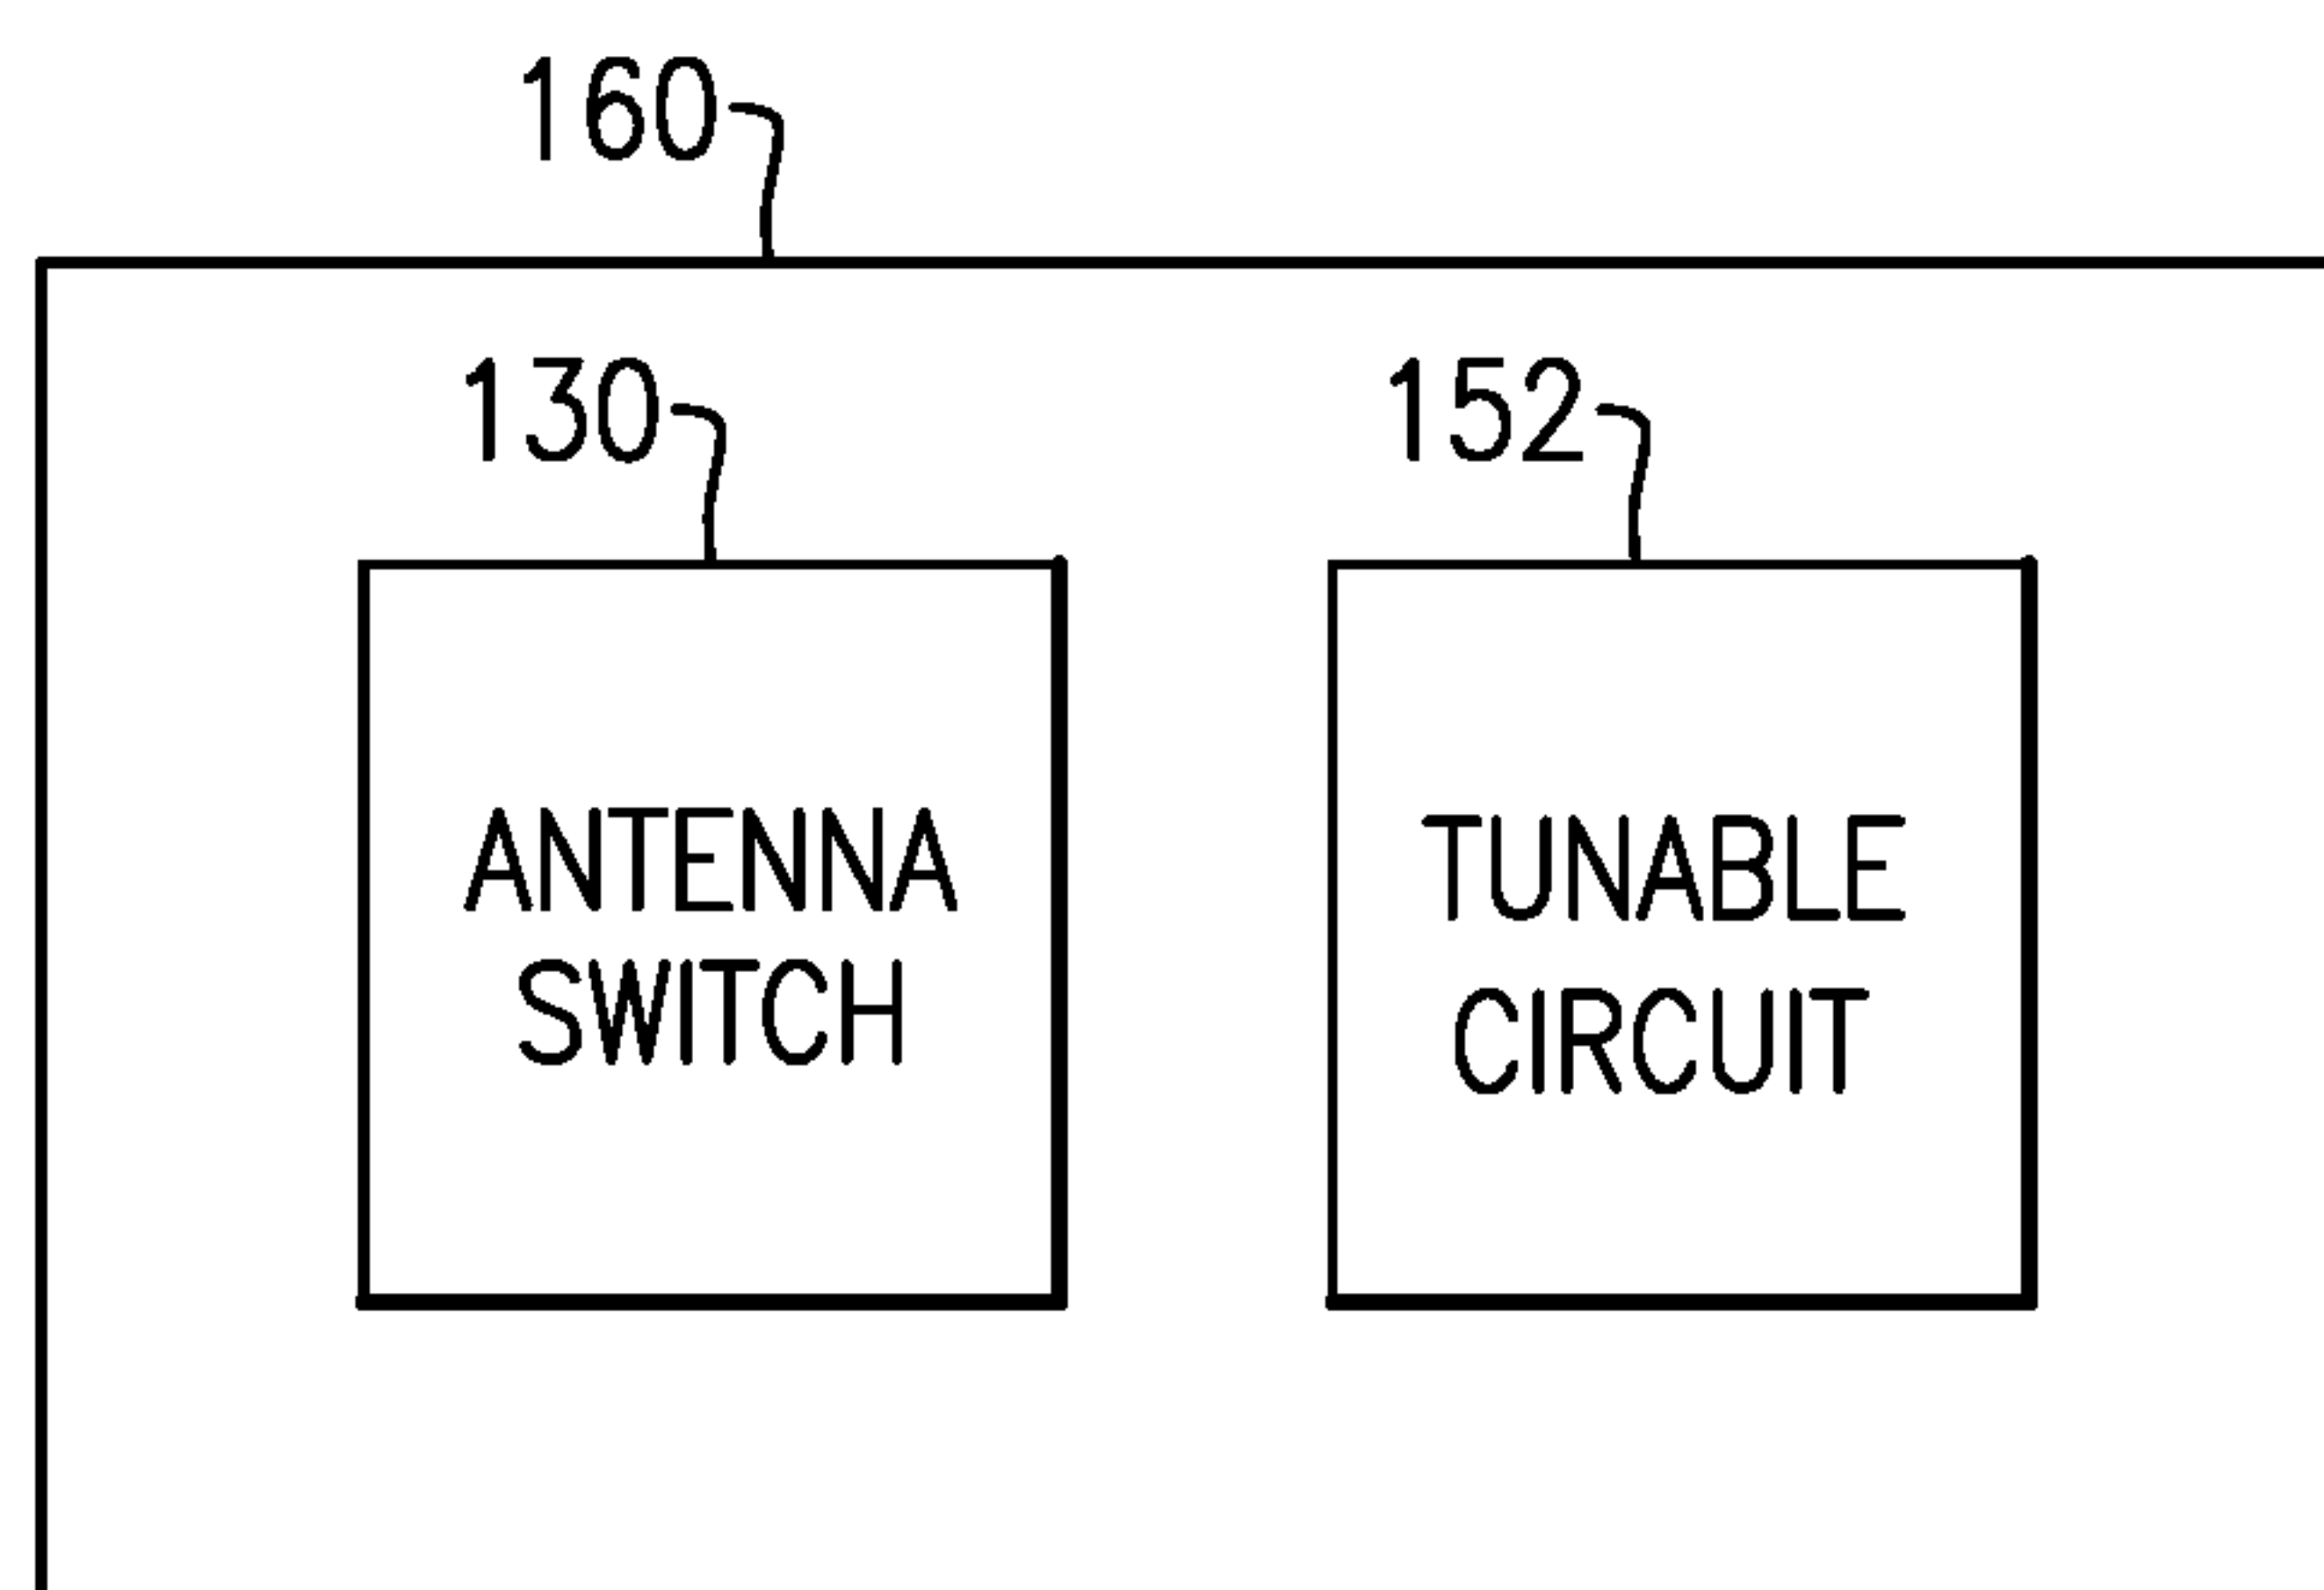 160
130
152
ANTENNA
SWITCH
TUNABLE
CIRCUIT